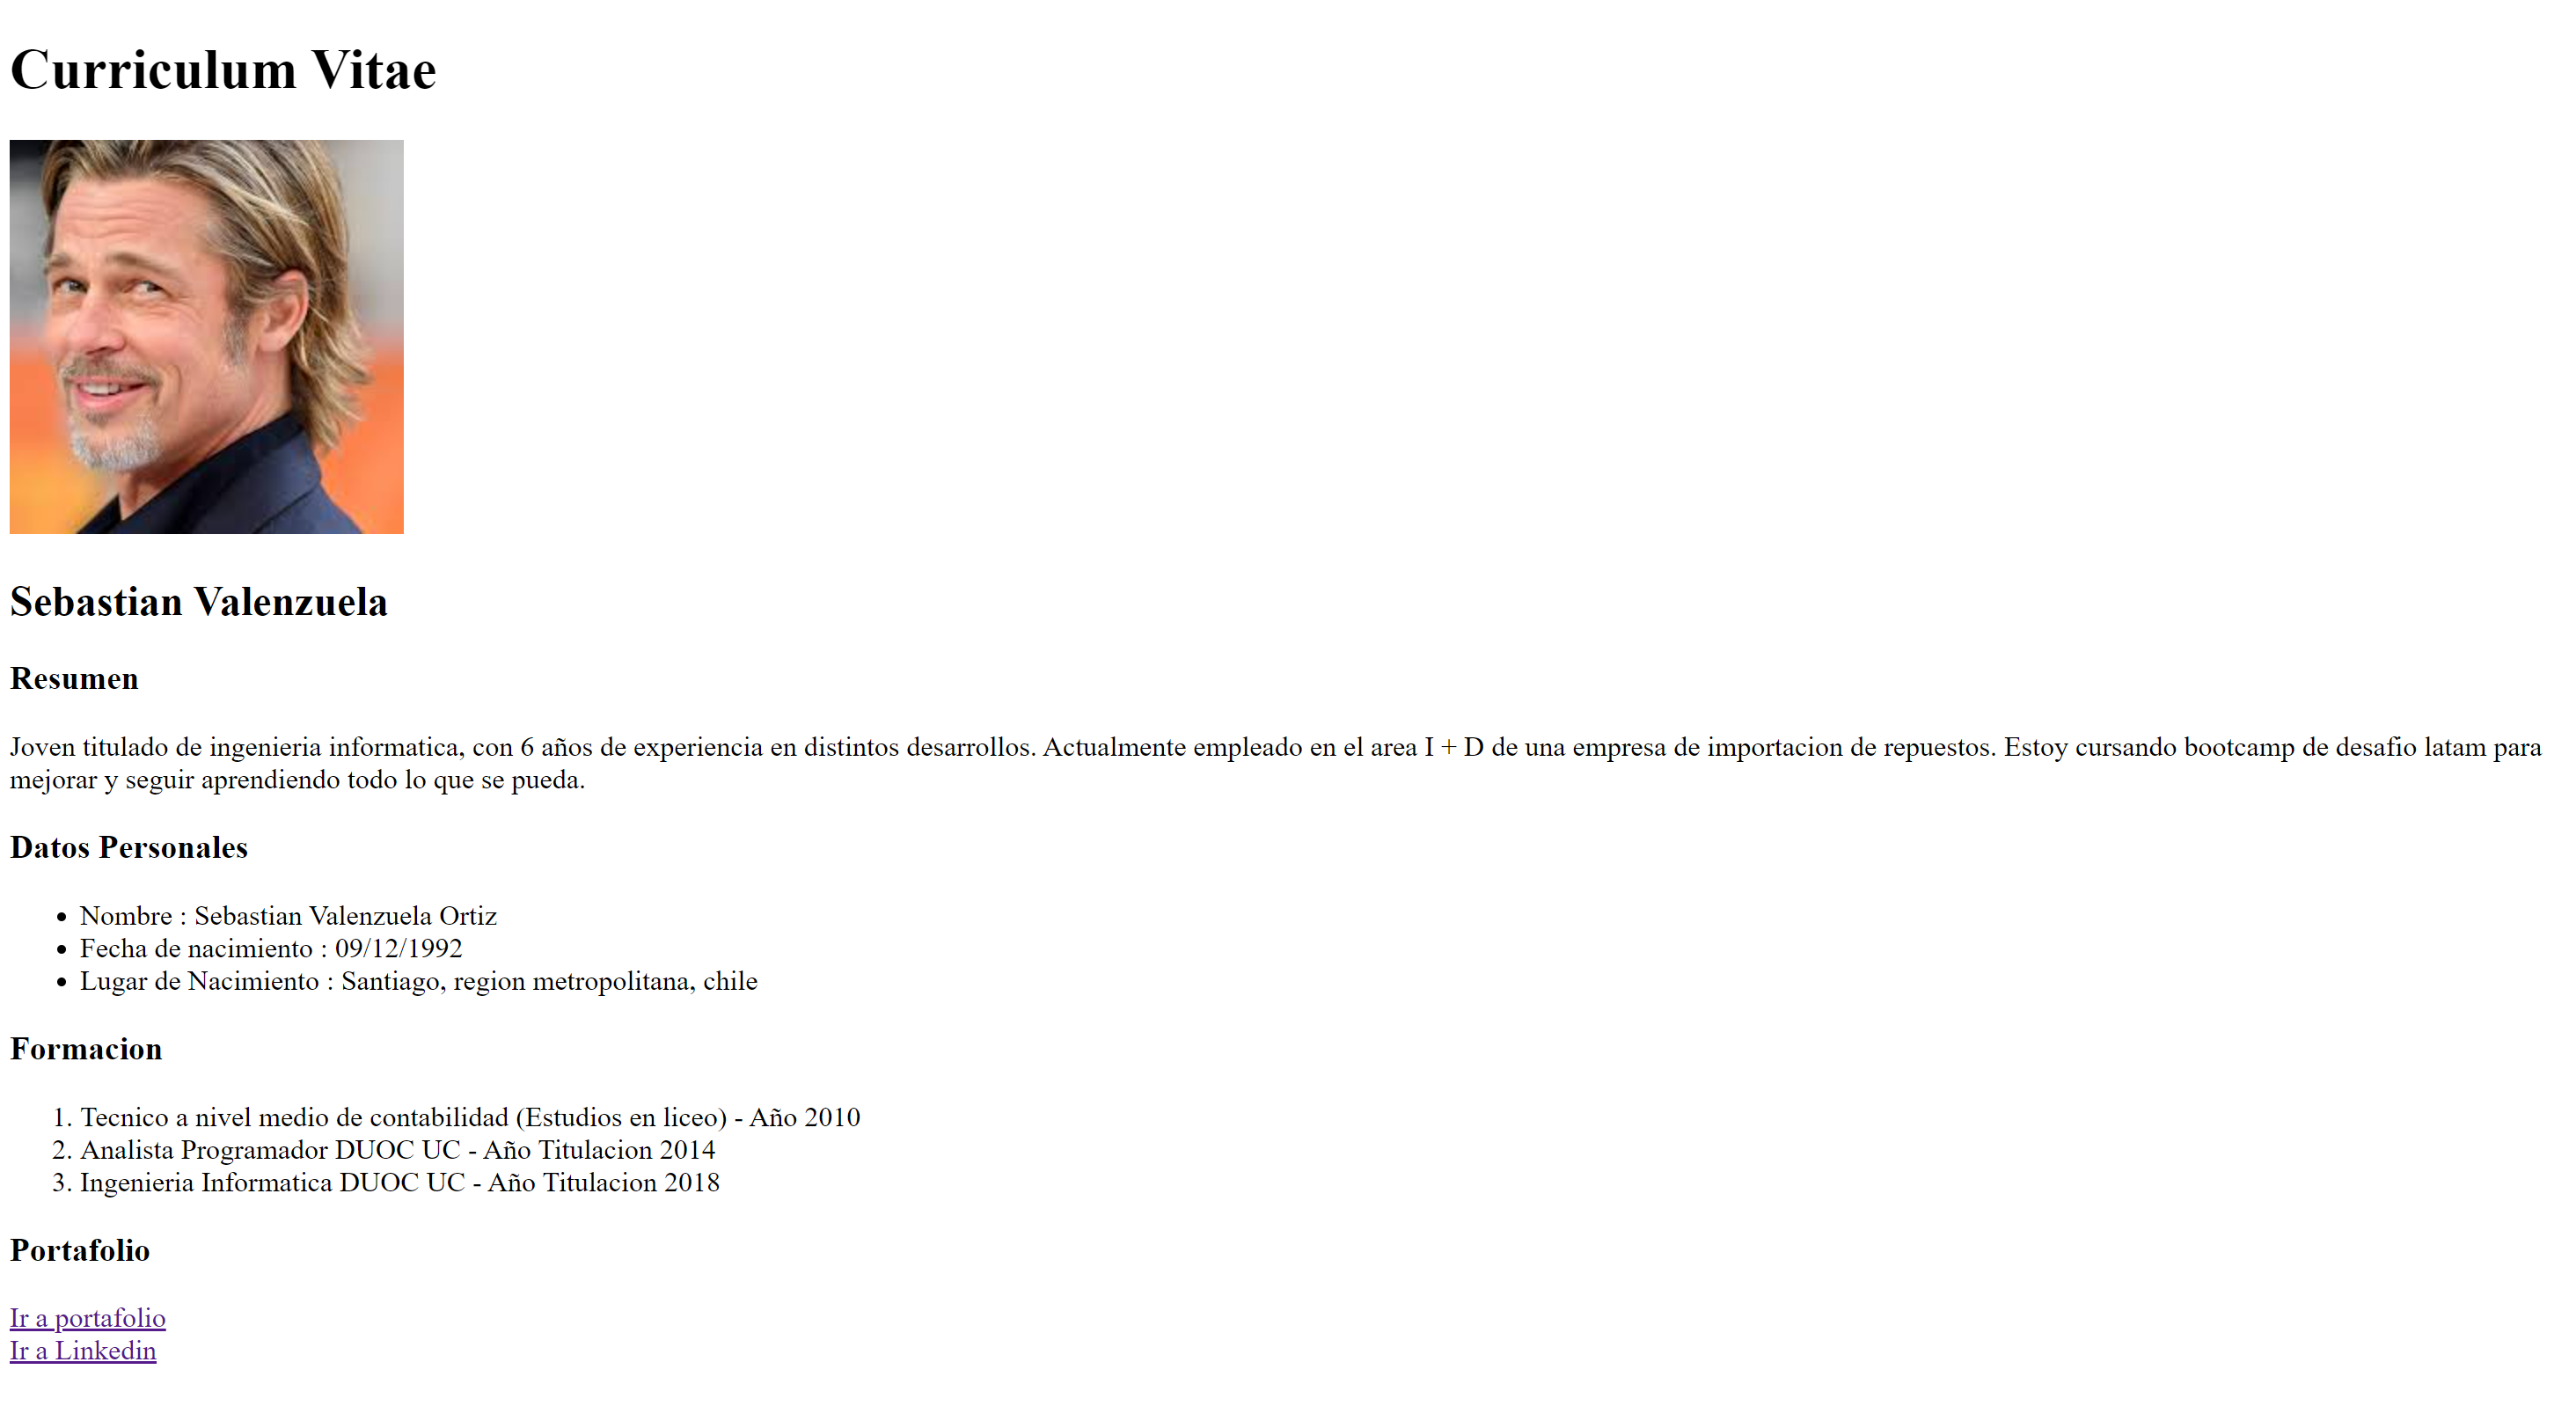 Curriculum Vitae
Sebastian Valenzuela
Resumen
Joven titulado de ingenieria informatica, con 6 años de experiencia en distintos desarrollos. Actualmente empleado en el area I + D de una empresa de importacion de repuestos. Estoy cursando bootcamp de desafio latam para
mejorar y seguir aprendiendo todo lo que se pueda.
Datos Personales
• Nombre : Sebastian Valenzuela Ortiz
• Fecha de nacimiento : 09/12/1992
• Lugar de Nacimiento : Santiago, region metropolitana, chile
Formacion
1. Tecnico a nivel medio de contabilidad (Estudios en liceo) - Año 2010
2. Analista Programador DUOC UC - Año Titulacion 2014
3. Ingenieria Informatica DUOC UC - Año Titulacion 2018
Portafolio
Ir a portafolio
Ir a Linkedin